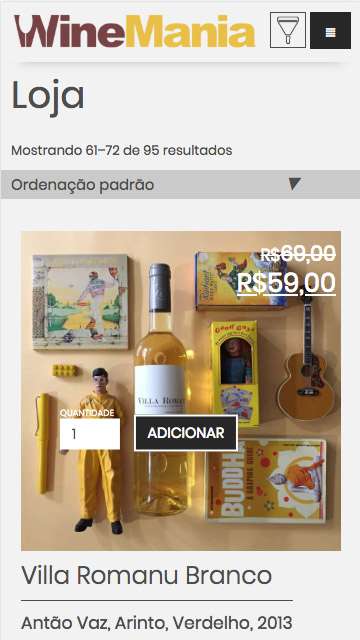 WineMania
Loja
Mostrando 61–72 de 95 resultados
Ordenação padrão
R$69,00
R$59,00
Good Guys
VILLA ROMANU
QUANTIDADE
1
ADICIONAR
BUDDHA
Villa Romanu Branco
Antão Vaz, Arinto, Verdelho, 2013